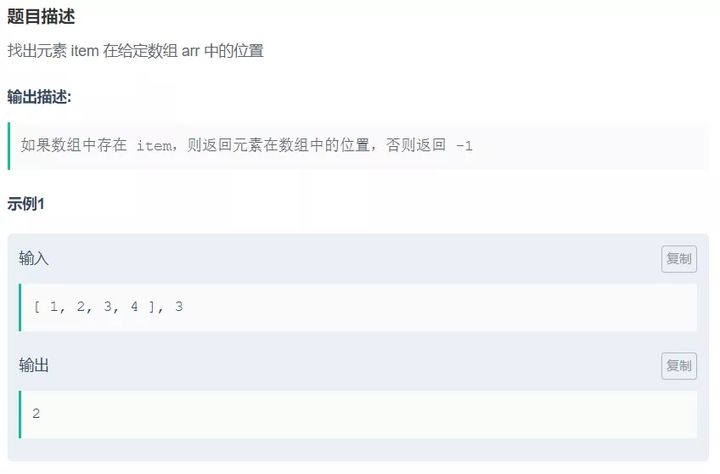 题目描述
找出元素 item 在给定数组 arr 中的位置
输出描述:
如果数组中存在 item，则返回元素在数组中的位置，否则返回 -1
示例1
输入
复制
[ 1, 2, 3, 4 ], 3
输出
复制
2